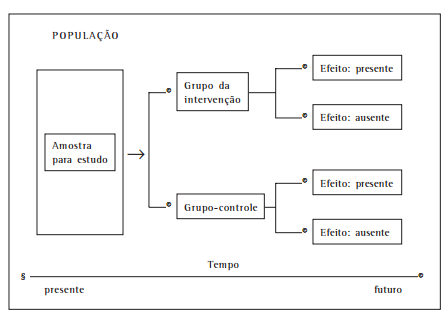 POPULAÇÃO
Grupo da
intervenção
Efeito: presente
Efeito: ausente
Amostra
para estudo
Grupo-controle
Efeito: presente
Efeito: ausente
Tempo
§
presente
futuro